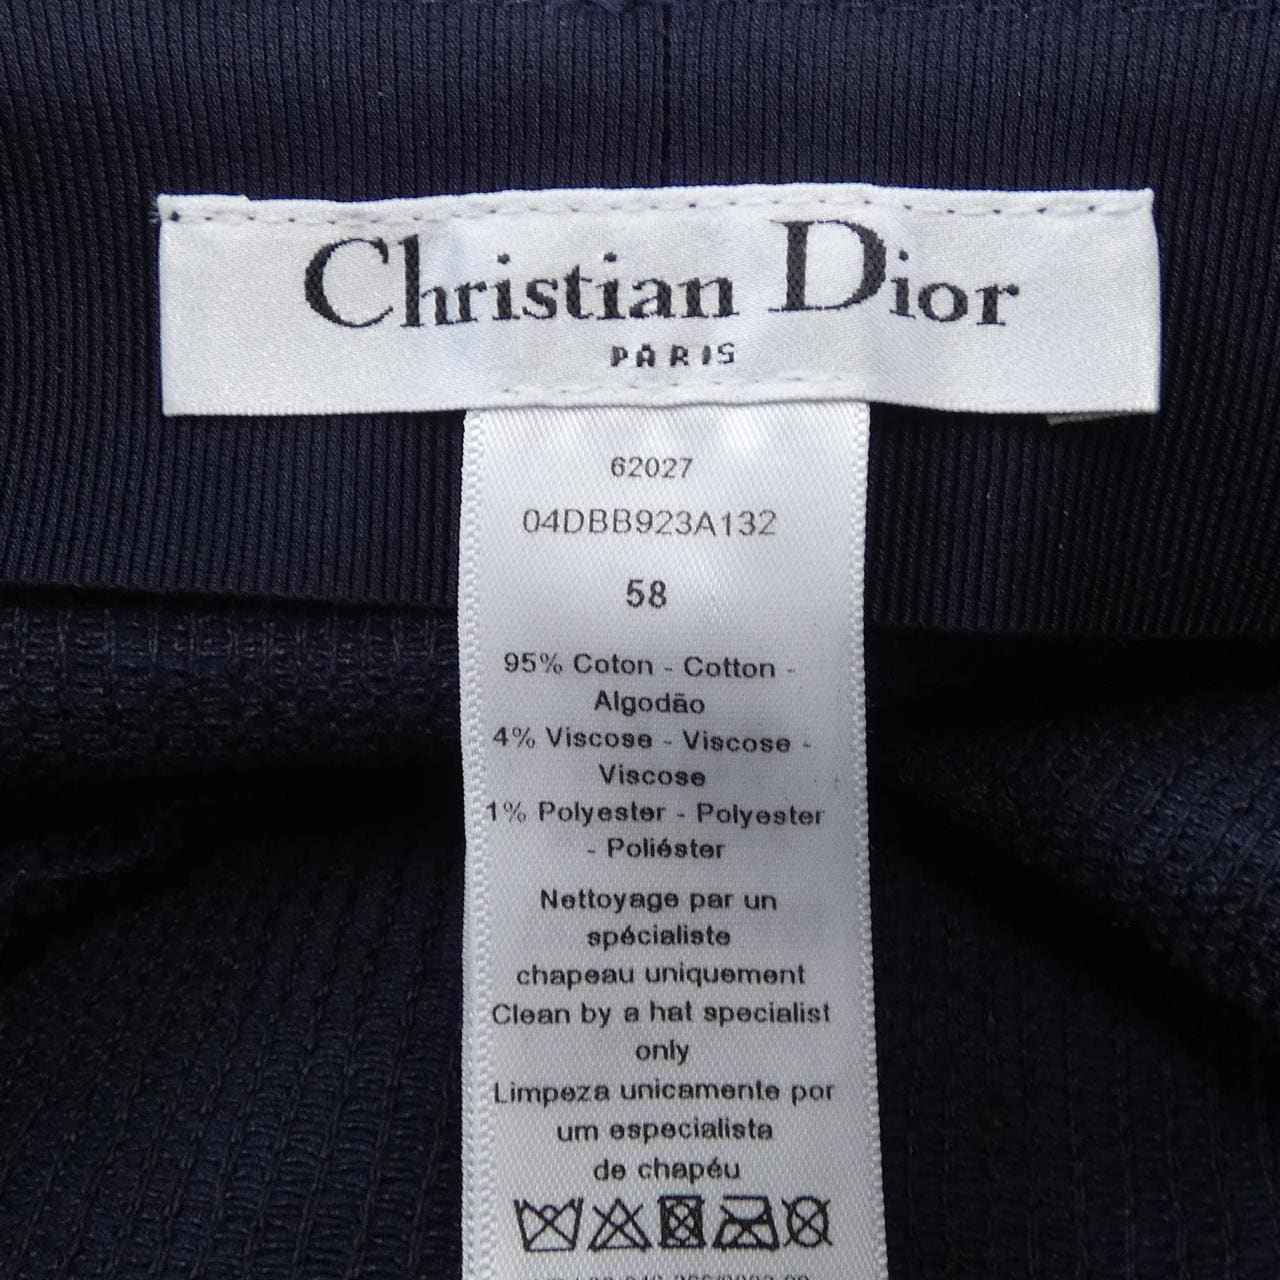 Christian Dior
PARIS
62027
04DBB923A132
58
95% Coton - Cotton -
Algodão
4% Viscose - Viscose -
Viscose
1% Polyester - Polyester
- Poliéster
Nettoyage par un
spécialiste
chapeau uniquement
Clean by a hat specialist
only
Limpeza unicamente por
um especialista
de chapéu